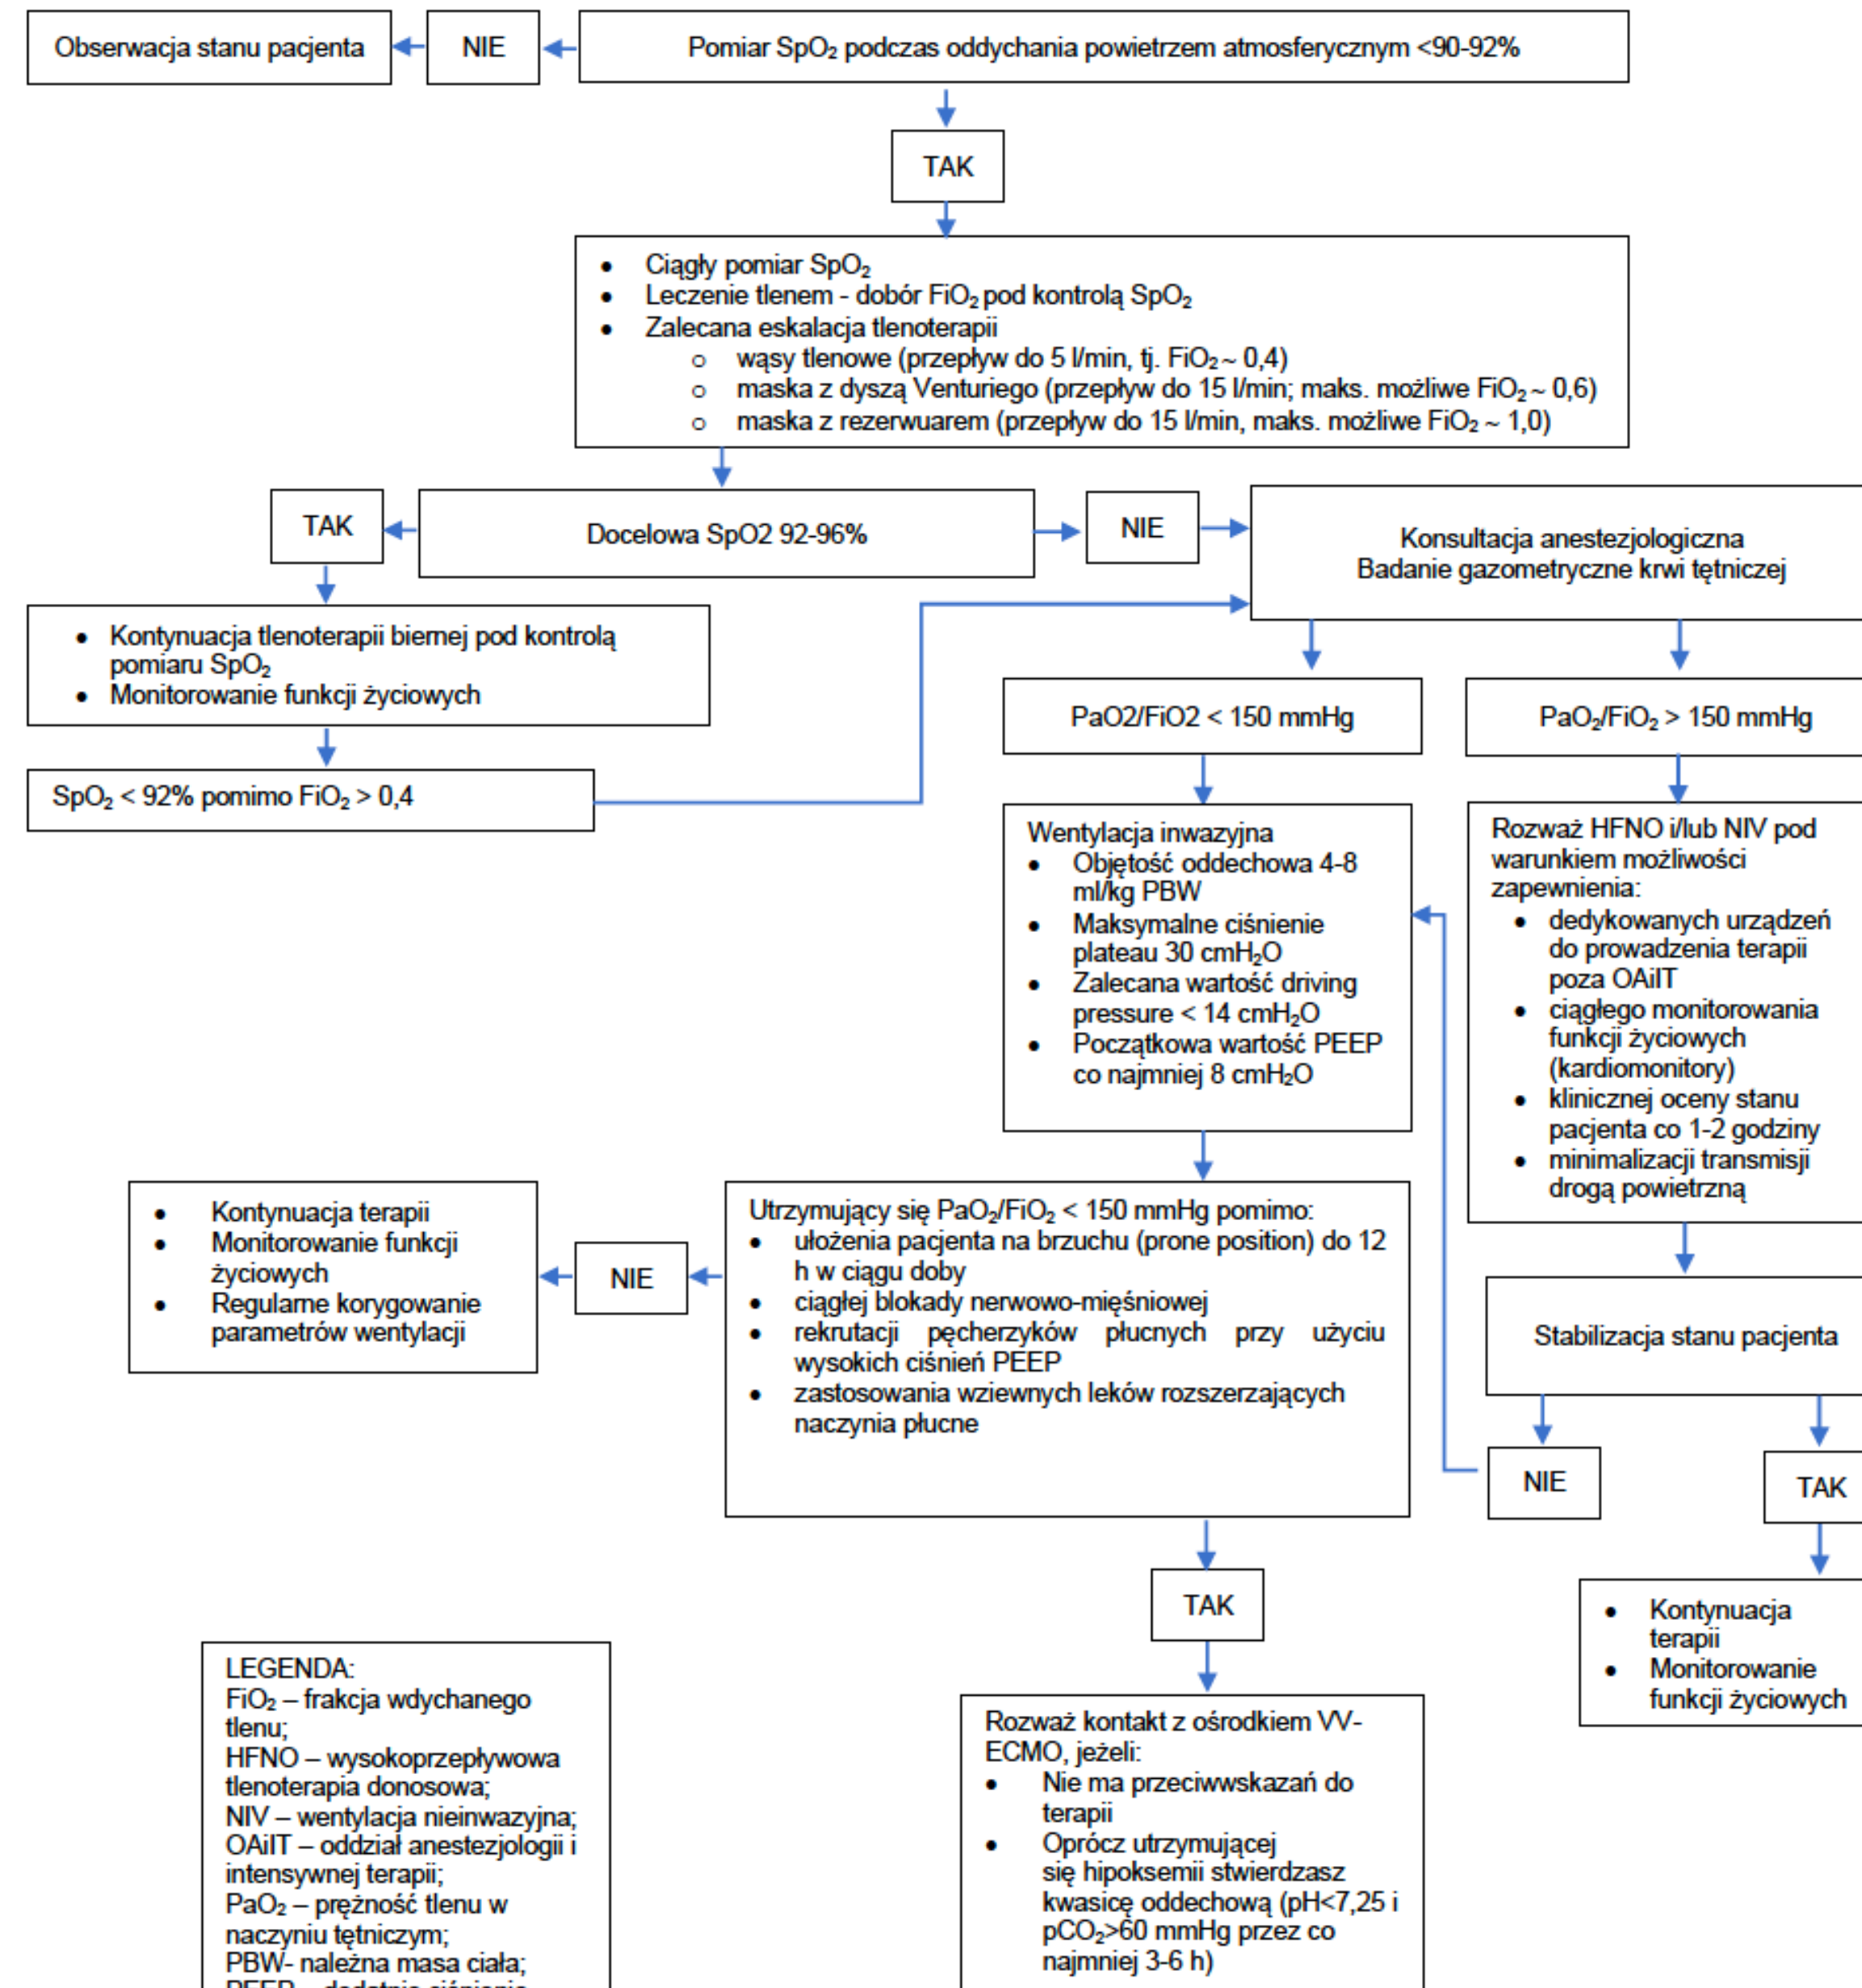 Obserwacja stanu pacjenta
NIE
Pomiar SpO₂ podczas oddychania powietrzem atmosferycznym <90-92%
TAK
• Ciągły pomiar SpO₂
• Leczenie tlenem - dobór FiO₂ pod kontrolą SpO₂
• Zalecana eskalacja tlenoterapii
o wąsy tlenowe (przepływ do 5 l/min, tj. FiO₂ ~ 0,4)
o maska z dyszą Venturiego (przepływ do 15 l/min; maks. możliwe FiO₂ ~ 0,6)
o maska z rezerwuarem (przepływ do 15 l/min, maks. możliwe FiO₂ ~ 1,0)
TAK
Docelowa SpO2 92-96%
NIE
Konsultacja anestezjologiczna
Badanie gazometryczne krwi tętniczej
• Kontynuacja tlenoterapii biernej pod kontrolą
pomiaru SpO₂
• Monitorowanie funkcji życiowych
SpO₂ < 92% pomimo FiO₂ > 0,4
PaO2/FiO2 < 150 mmHg
PaO₂/FiO₂ > 150 mmHg
Wentylacja inwazyjna
• Objętość oddechowa 4-8
ml/kg PBW
• Maksymalne ciśnienie
plateau 30 cmH₂O
• Zalecana wartość driving
pressure < 14 cmH₂O
• Początkowa wartość PEEP
co najmniej 8 cmH₂O
Rozważ HFNO i/lub NIV pod
warunkiem możliwości
zapewnienia:
• dedykowanych urządzeń
do prowadzenia terapii
poza OAiIT
• ciągłego monitorowania
funkcji życiowych
(kardiomonitory)
• klinicznej oceny stanu
pacjenta co 1-2 godziny
• minimalizacji transmisji
drogą powietrzną
• Kontynuacja terapii
• Monitorowanie funkcji
życiowych
• Regularne korygowanie
parametrów wentylacji
NIE
Utrzymujący się PaO₂/FiO₂ < 150 mmHg pomimo:
• ułożenia pacjenta na brzuchu (prone position) do 12
h w ciągu doby
• ciągłej blokady nerwowo-mięśniowej
• rekrutacji pęcherzyków płucnych przy użyciu
wysokich ciśnień PEEP
• zastosowania wziewnych leków rozszerzających
naczynia płucne
Stabilizacja stanu pacjenta
NIE
TAK
TAK
• Kontynuacja
terapii
• Monitorowanie
funkcji życiowych
LEGENDA:
FiO₂ – frakcja wdychanego
tlenu;
HFNO – wysokoprzepływowa
tlenoterapia donosowa;
NIV – wentylacja nieinwazyjna;
OAiIT – oddział anestezjologii i
intensywnej terapii;
PaO₂ – prężność tlenu w
naczyniu tętniczym;
PBW- należna masa ciała;
PEEP – dodatnie ciśnienie
Rozważ kontakt z ośrodkiem VV-
ECMO, jeżeli:
• Nie ma przeciwwskazań do
terapii
• Oprócz utrzymującej
się hipoksemii stwierdzasz
kwasicę oddechową (pH<7,25 i
pCO₂>60 mmHg przez co
najmniej 3-6 h)